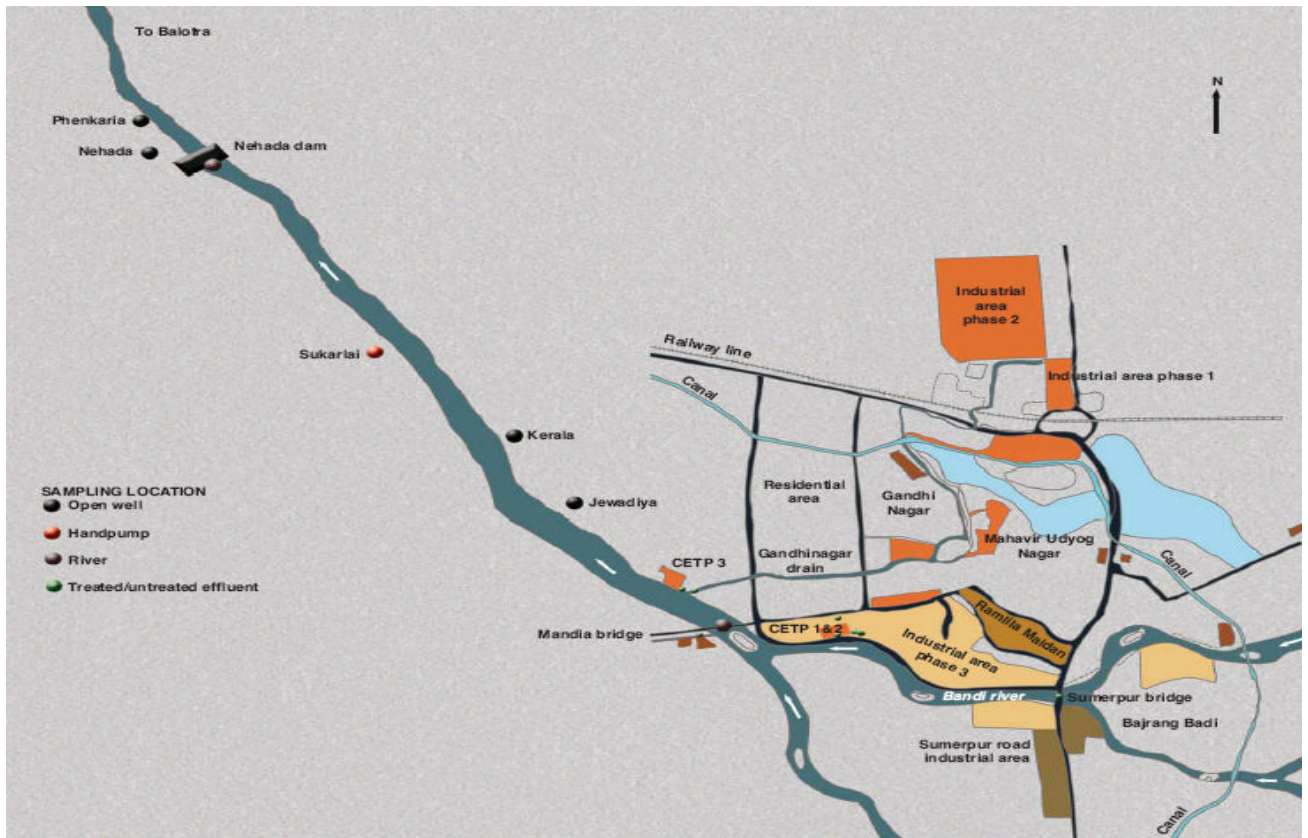 To Balotra
N
Phenkaria
Nehada
Nehada dam
Industrial
area
phase 2
Railway line
Sukarlai
Industrial area phase 1
Canal
Kerala
SAMPLING LOCATION
Open well
Handpump
River
Treated/untreated effluent
Jewadiya
Residential
area
Gandhi
Nagar
Mahavir Udyog
Nagar
CETP 3
Gandhinagar
drain
Canal
Mandia bridge
CETP 1&2
Ramlila Maidan
Industrial area
phase 3
Bandi river
Sumerpur bridge
Bajrang Badi
Sumerpur road
industrial area
Canal